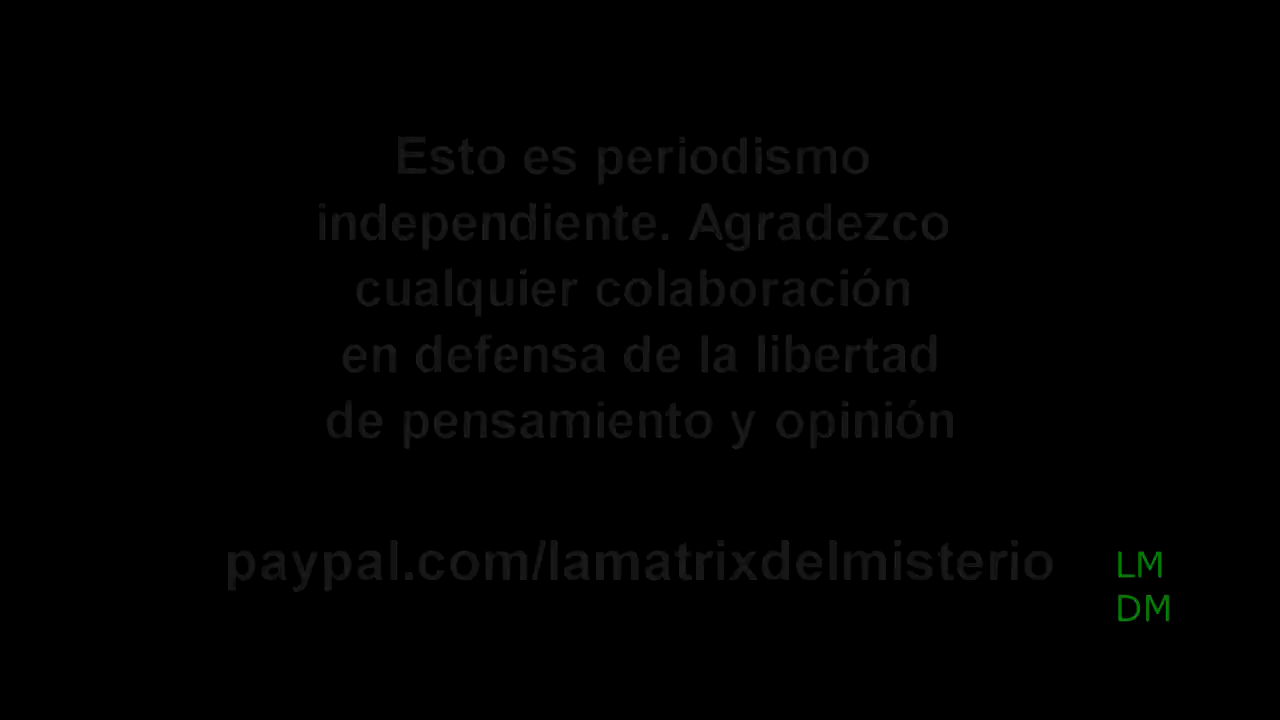 Esto es periodismo
independiente. Agradezco
cualquier colaboración
en defensa de la libertad
de pensamiento y opinión
paypal.com/lamatrixdelmisterio
LM
DM